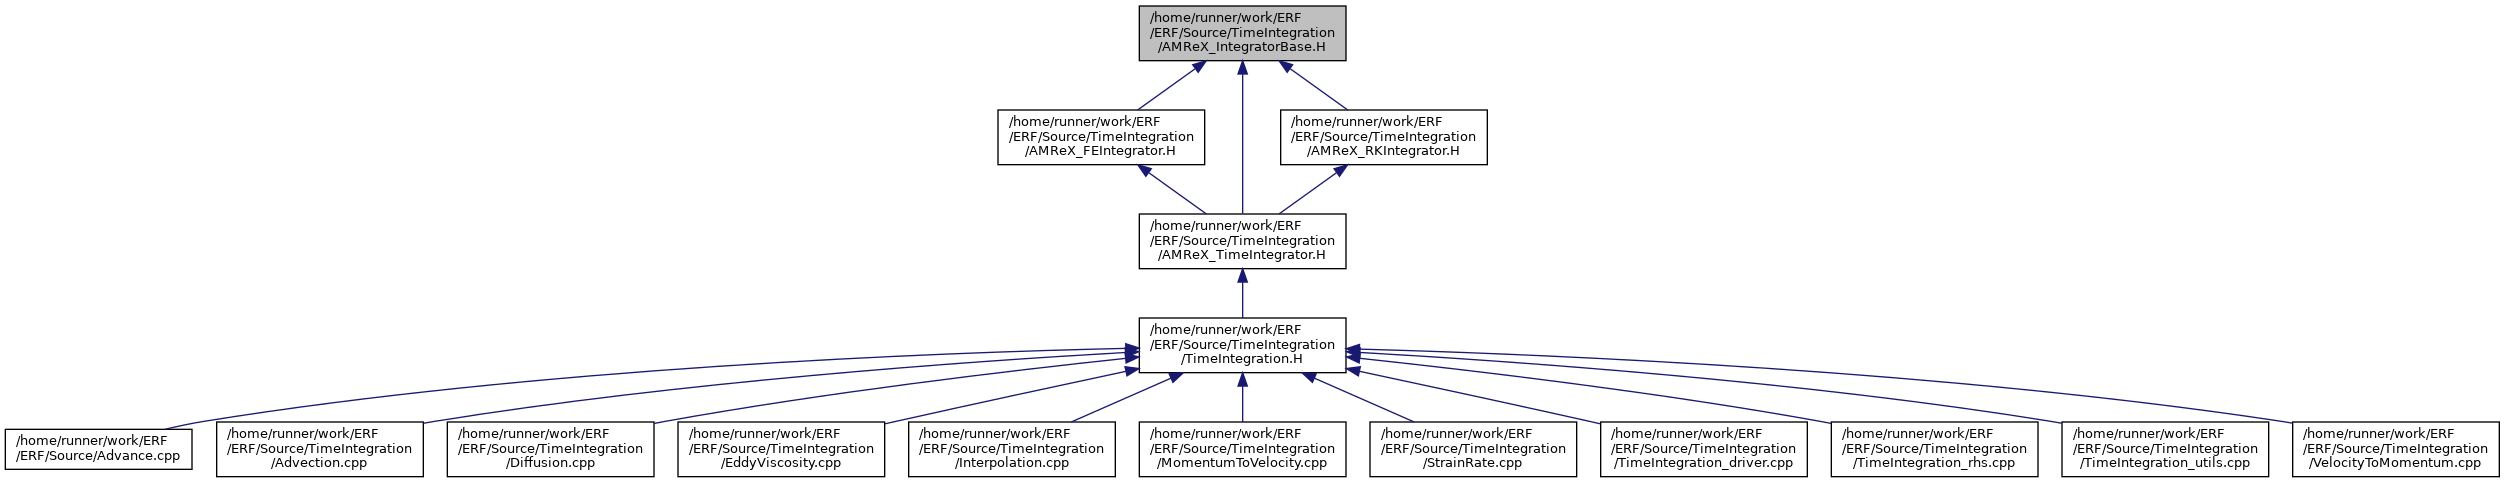 /home/runner/work/ERF
/ERF/Source/TimeIntegration
/AMReX_IntegratorBase.H
/home/runner/work/ERF
/ERF/Source/TimeIntegration
/AMReX_FEIntegrator.H
/home/runner/work/ERF
/ERF/Source/TimeIntegration
/AMReX_RKIntegrator.H
/home/runner/work/ERF
/ERF/Source/TimeIntegration
/AMReX_TimeIntegrator.H
/home/runner/work/ERF
/ERF/Source/TimeIntegration
/TimeIntegration.H
/home/runner/work/ERF
/ERF/Source/Advance.cpp
/home/runner/work/ERF
/ERF/Source/TimeIntegration
/Advection.cpp
/home/runner/work/ERF
/ERF/Source/TimeIntegration
/Diffusion.cpp
/home/runner/work/ERF
/ERF/Source/TimeIntegration
/EddyViscosity.cpp
/home/runner/work/ERF
/ERF/Source/TimeIntegration
/Interpolation.cpp
/home/runner/work/ERF
/ERF/Source/TimeIntegration
/MomentumToVelocity.cpp
/home/runner/work/ERF
/ERF/Source/TimeIntegration
/StrainRate.cpp
/home/runner/work/ERF
/ERF/Source/TimeIntegration
/TimeIntegration_driver.cpp
/home/runner/work/ERF
/ERF/Source/TimeIntegration
/TimeIntegration_rhs.cpp
/home/runner/work/ERF
/ERF/Source/TimeIntegration
/TimeIntegration_utils.cpp
/home/runner/work/ERF
/ERF/Source/TimeIntegration
/VelocityToMomentum.cpp